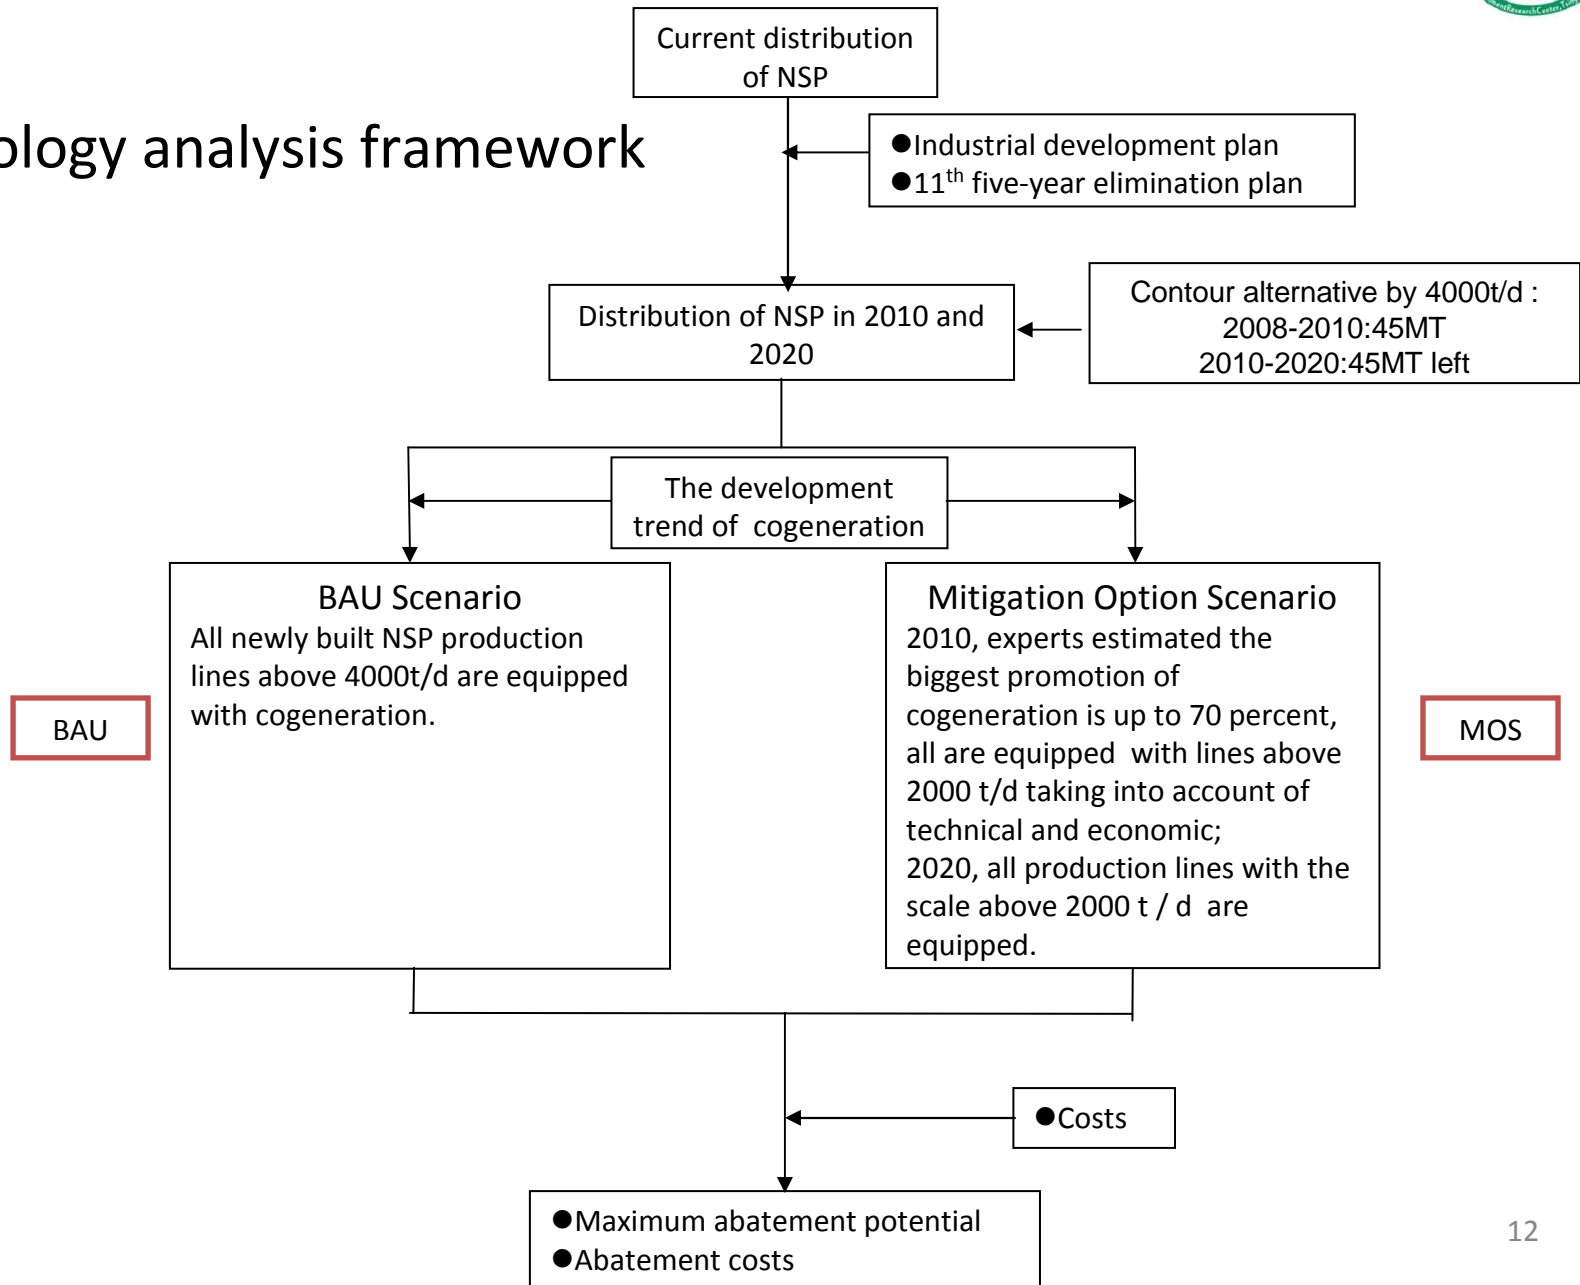 mentResearchCenter,Tsing
Current distribution
of NSP
ology analysis framework
●Industrial development plan
●11th five-year elimination plan
Distribution of NSP in 2010 and
2020
Contour alternative by 4000t/d :
2008-2010:45MT
2010-2020:45MT left
The development
trend of cogeneration
BAU Scenario
All newly built NSP production
lines above 4000t/d are equipped
with cogeneration.
BAU
Mitigation Option Scenario
2010, experts estimated the
biggest promotion of
cogeneration is up to 70 percent,
all are equipped with lines above
2000 t/d taking into account of
technical and economic;
2020, all production lines with the
scale above 2000 t / d are
equipped.
MOS
●Costs
●Maximum abatement potential
●Abatement costs
12